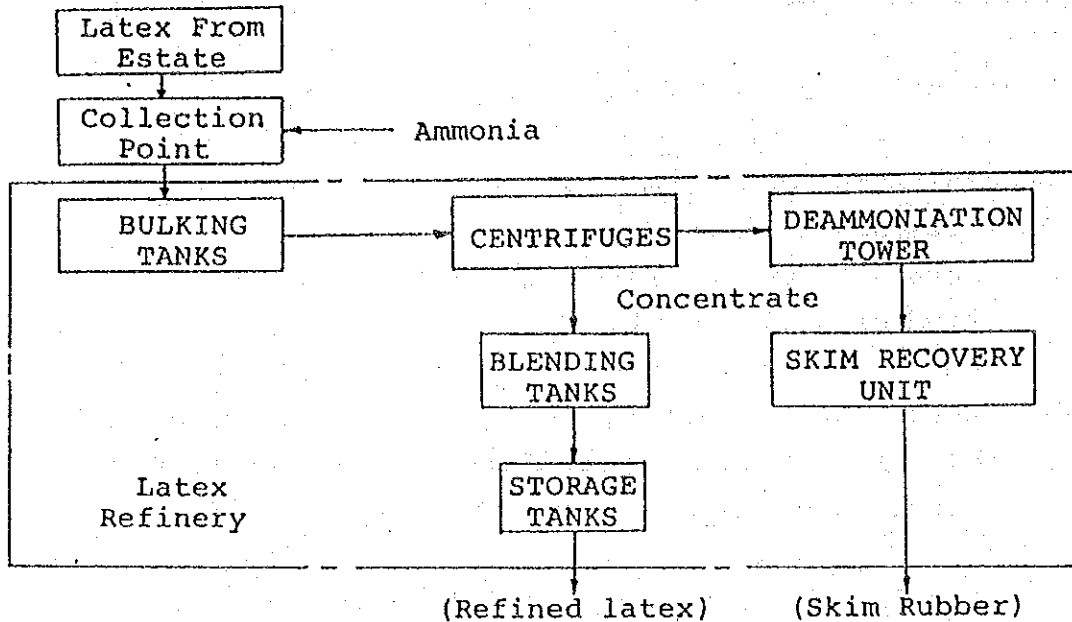 Latex From
Estate
Collection
Point
Ammonia
BULKING
TANKS
CENTRIFUGES
DEAMMONIATION
TOWER
Concentrate
BLENDING
TANKS
SKIM RECOVERY
UNIT
STORAGE
TANKS
Latex
Refinery
(Refined latex)
(Skim Rubber)